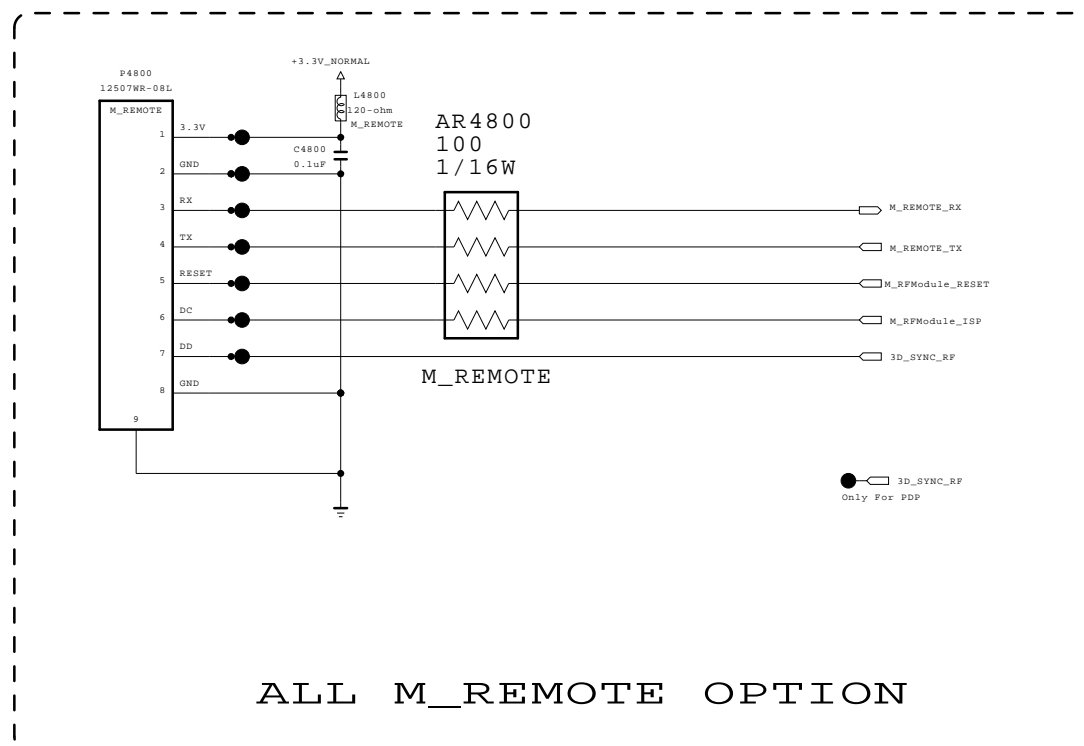 +3.3V_NORMAL
P4800
12507WR-08L
L4800
120-ohm
M_REMOTE
M_REMOTE
AR4800
100
1/16W
C4800
0.1uF
1
3.3V
2
GND
3
RX
M_REMOTE_RX
4
TX
M_REMOTE_TX
5
RESET
M_RFModule_RESET
6
DC
M_RFModule_ISP
7
DD
3D_SYNC_RF
M_REMOTE
8
GND
9
3D_SYNC_RF
Only For PDP
ALL M_REMOTE OPTION